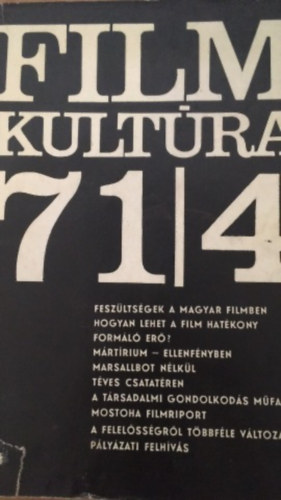 FILM
KULTÚRA
71|4
FESZÜLTSÉGEK A MAGYAR FILMBEN
HOGYAN LEHET A FILM HATÉKONY
FORMÁLÓ ERŐ?
MÁRTÍRIUM – ELLENFÉNYBEN
MARSALLBOT NÉLKÜL
TÉVES CSATATÉREN
A TÁRSADALMI GONDOLKODÁS MŰFA
MOSTOHA FILMRIPORT
A FELELŐSSÉGRŐL TÖBBFÉLE VÁLTOZA
PÁLYÁZATI FELHÍVÁS